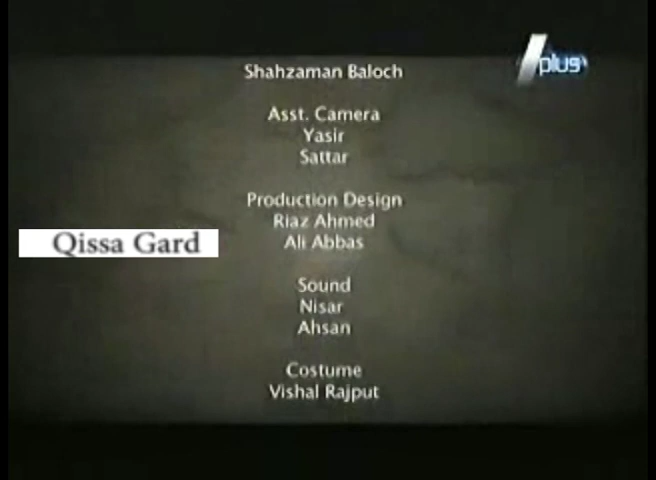 Shahzaman Baloch
plus
Asst. Camera
Yasir
Sattar
Production Design
Riaz Ahmed
Qissa Gard
Ali Abbas
Sound
Nisar
Ahsan
Costume
Vishal Rajput